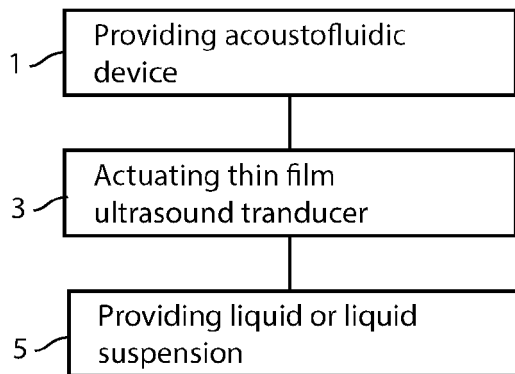 1
Providing acoustofluidic
device
3
Actuating thin film
ultrasound tranducer
5
Providing liquid or liquid
suspension